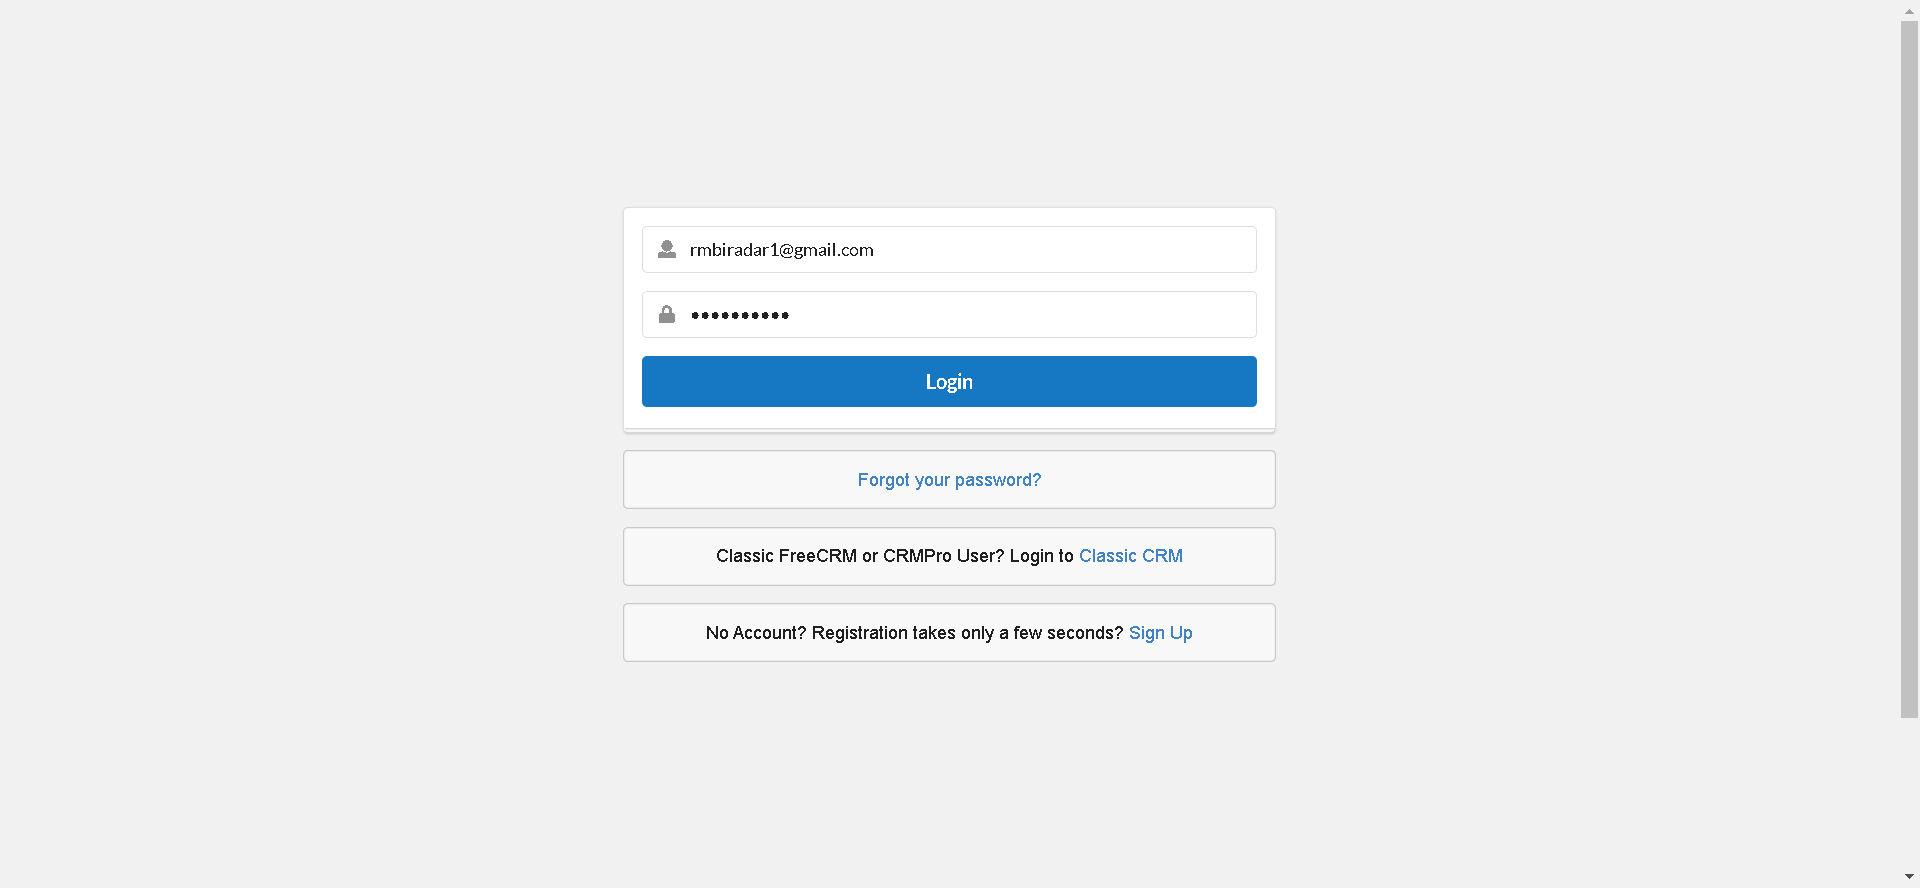 rmbiradar1@gmail.com
••••••••••
Login
Forgot your password?
Classic FreeCRM or CRMPro User? Login to Classic CRM
No Account? Registration takes only a few seconds? Sign Up